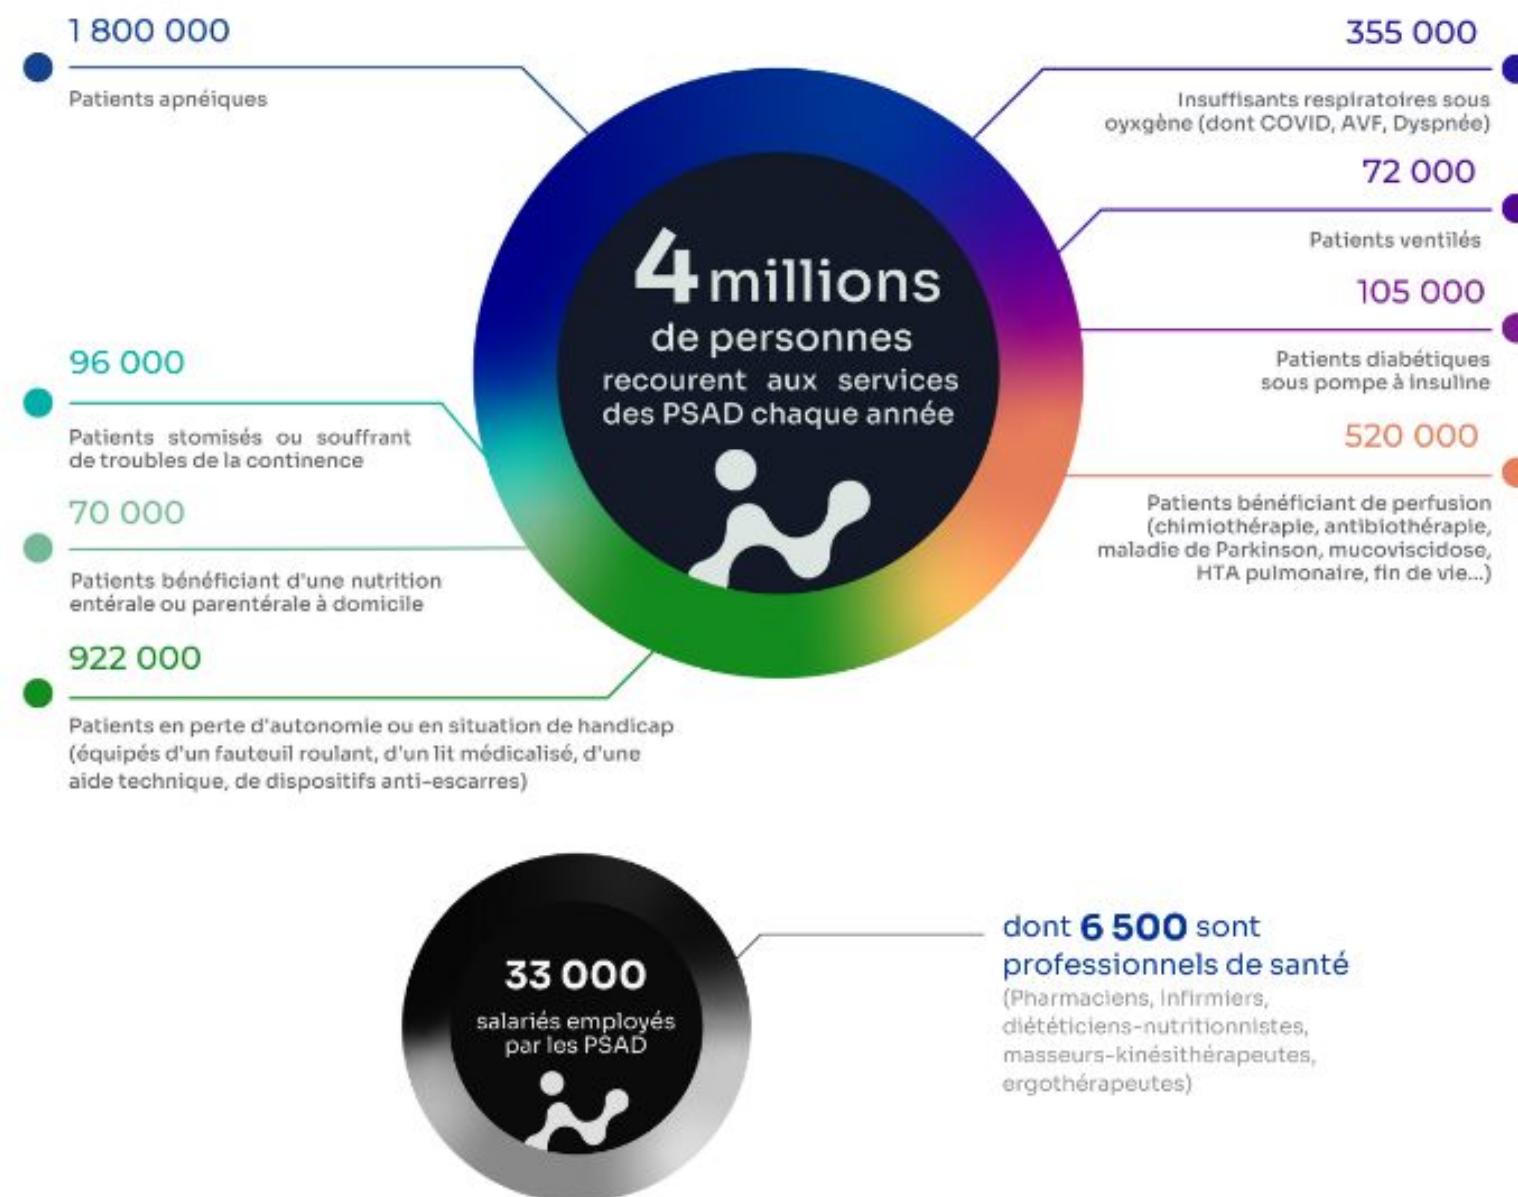 1 800 000
Patients apnéiques
96 000
Patients stomisés ou souffrant
de troubles de la continence
70 000
Patients bénéficiant d'une nutrition
entérale ou parentérale à domicile
922 000
Patients en perte d'autonomie ou en situation de handicap
(équipés d'un fauteuil roulant, d'un lit médicalisé, d'une
aide technique, de dispositifs anti-escarres)
4 millions
de personnes
recourent aux services
des PSAD chaque année
355 000
Insuffisants respiratoires sous
oyxgène (dont COVID, AVF, Dyspnée)
72 000
Patients ventilés
105 000
Patients diabétiques
sous pompe à insuline
520 000
Patients bénéficiant de perfusion
(chimiothérapie, antibiothérapie,
maladie de Parkinson, mucoviscidose,
HTA pulmonaire, fin de vie...)
33 000
salariés employés
par les PSAD
dont 6 500 sont
professionnels de santé
(Pharmaciens, Infirmiers,
diététiciens-nutritionnistes,
masseurs-kinésithérapeutes,
ergothérapeutes)